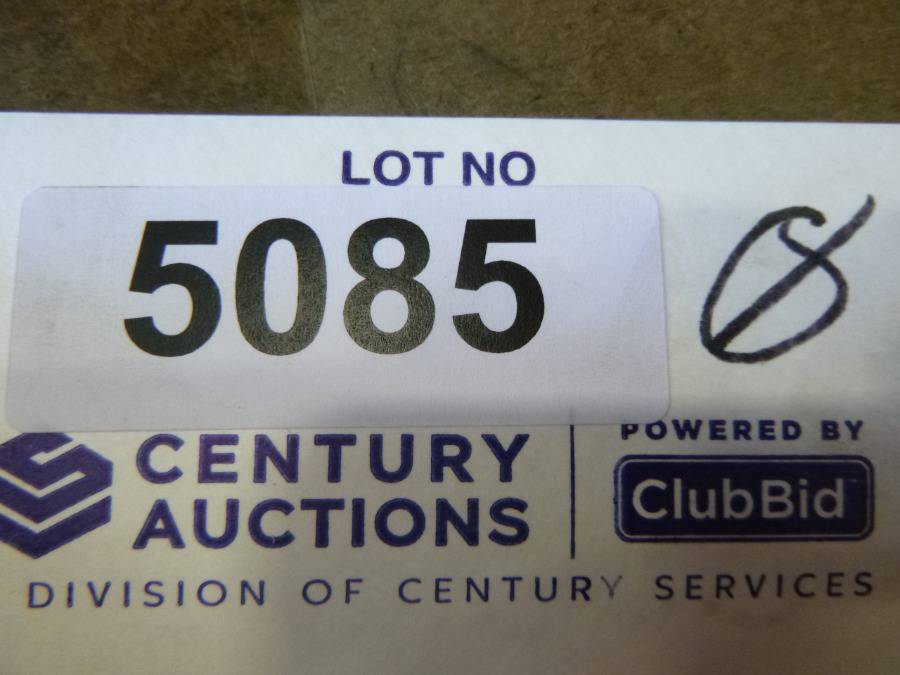 LOT NO
5085
CENTURY
AUCTIONS
POWERED BY
ClubBid
DIVISION OF CENTURY SERVICES